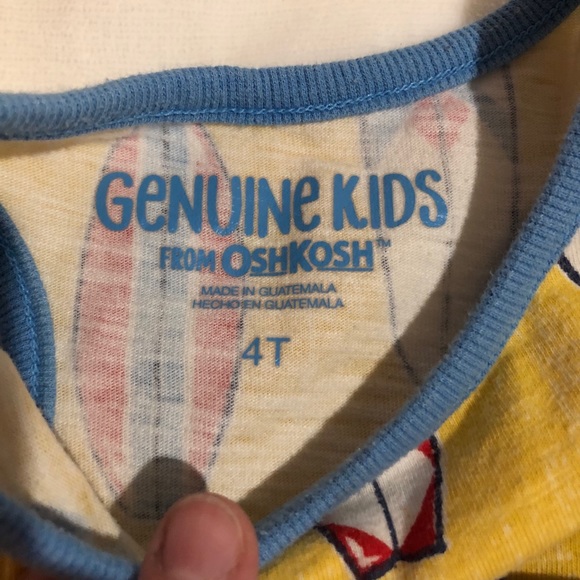 GENUINE KIDS
FROM OSHKOSH™
MADE IN GUATEMALA
HECHO EN GUATEMALA
4T